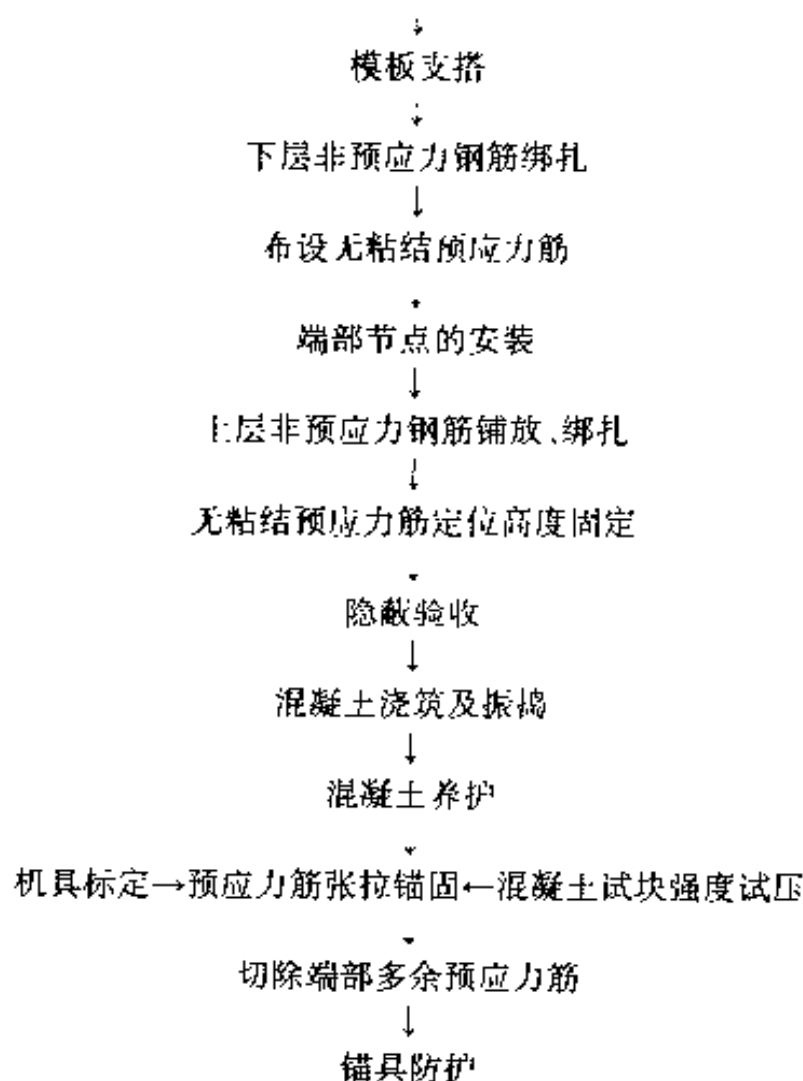 模板支搭
下层非预应力钢筋绑扎
布设无粘结预应力筋
端部节点的安装
上层非预应力钢筋铺放、绑扎
无粘结预应力筋定位高度固定
隐蔽验收
混凝土浇筑及振捣
混凝土养护
机具标定→预应力筋张拉锚固←混凝土试块强度试压
切除端部多余预应力筋
锚具防护